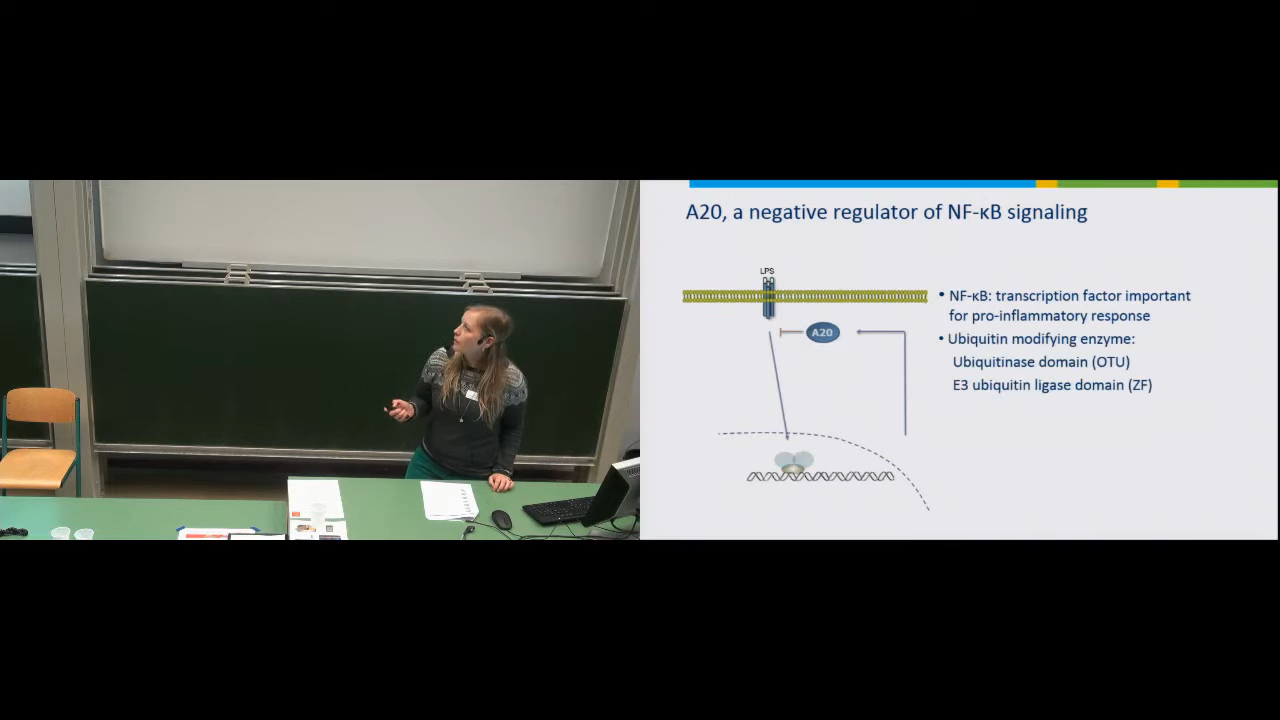 A20, a negative regulator of NF-κB signaling
LPS
A20
• NF-κB: transcription factor important
for pro-inflammatory response
• Ubiquitin modifying enzyme:
Ubiquitinase domain (OTU)
E3 ubiquitin ligase domain (ZF)